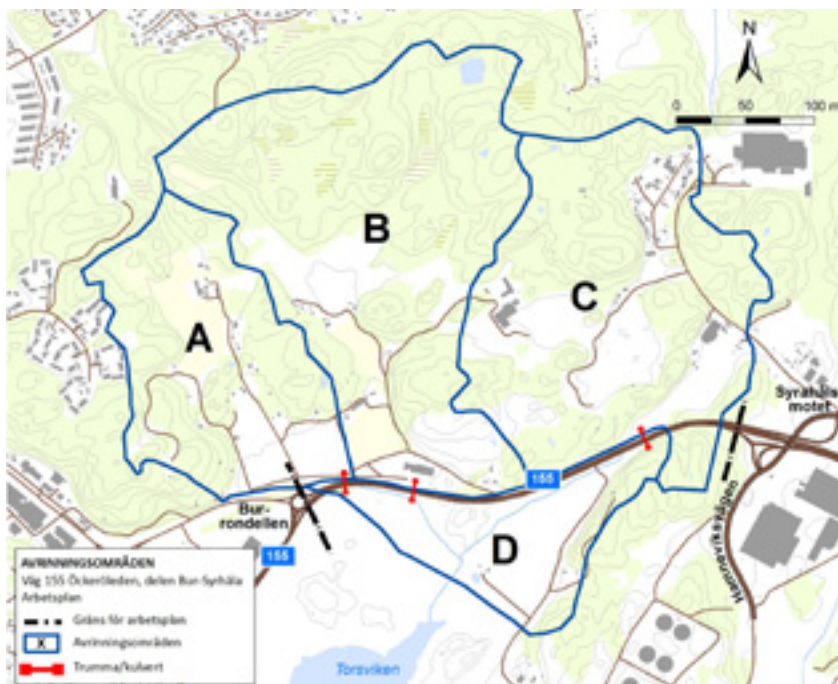 N
0 50 100 m
B
C
A
Syrhåla-
motet
155
Bur-
rondellen
155
D
Hamneviksvägen
AVRINNINGSOMRÅDEN
Väg 155 Öckeröleden, delen Bur-Syrhåla
Arbetsplan
Gräns för arbetsplan
X Avrinningsområden
Trumma/kulvert
Torsviken